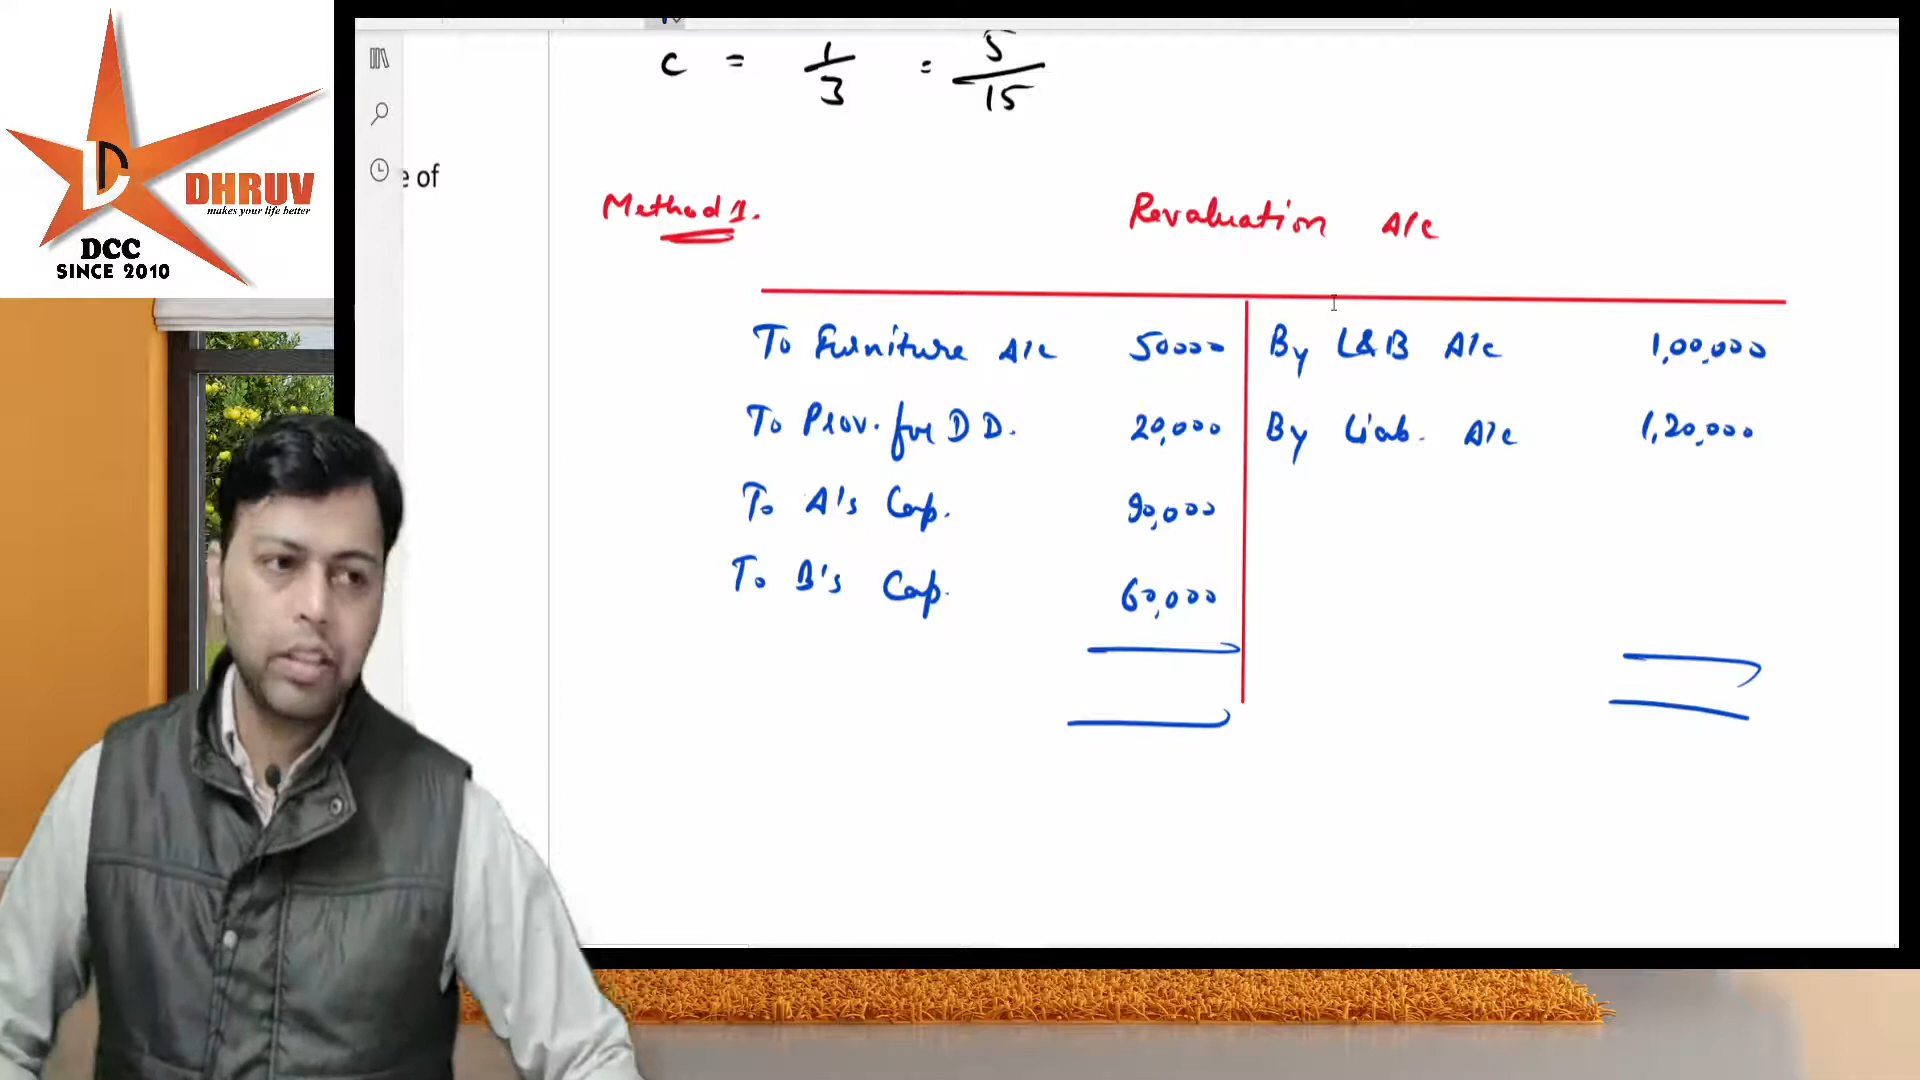 c = 1/3 = 5/15
D
DHRUV
makes your life better
DCC
SINCE 2010
e of
Method 1.
Revaluation A/c
To Furniture A/c 50000 By L&B A/c 1,00,000
To Prov. for D D. 20,000 By Liab. A/c 1,20,000
To A's Cap. 90,000
To B's Cap. 60,000